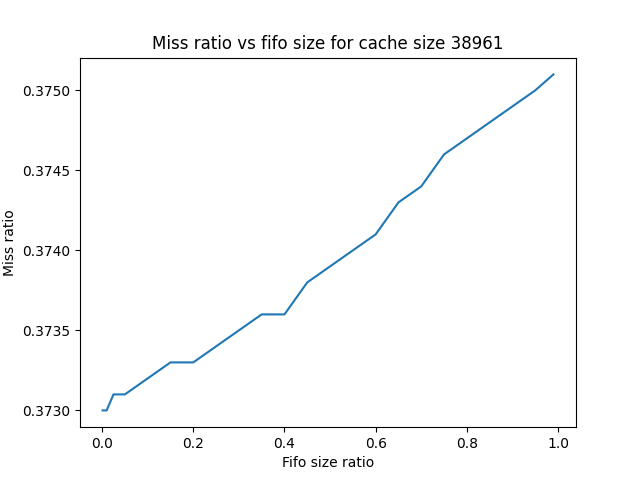 Miss ratio vs fifo size for cache size 38961
0.3750
0.3745
0.3740
0.3735
0.3730
Miss ratio
0.0 0.2 0.4 0.6 0.8 1.0
Fifo size ratio